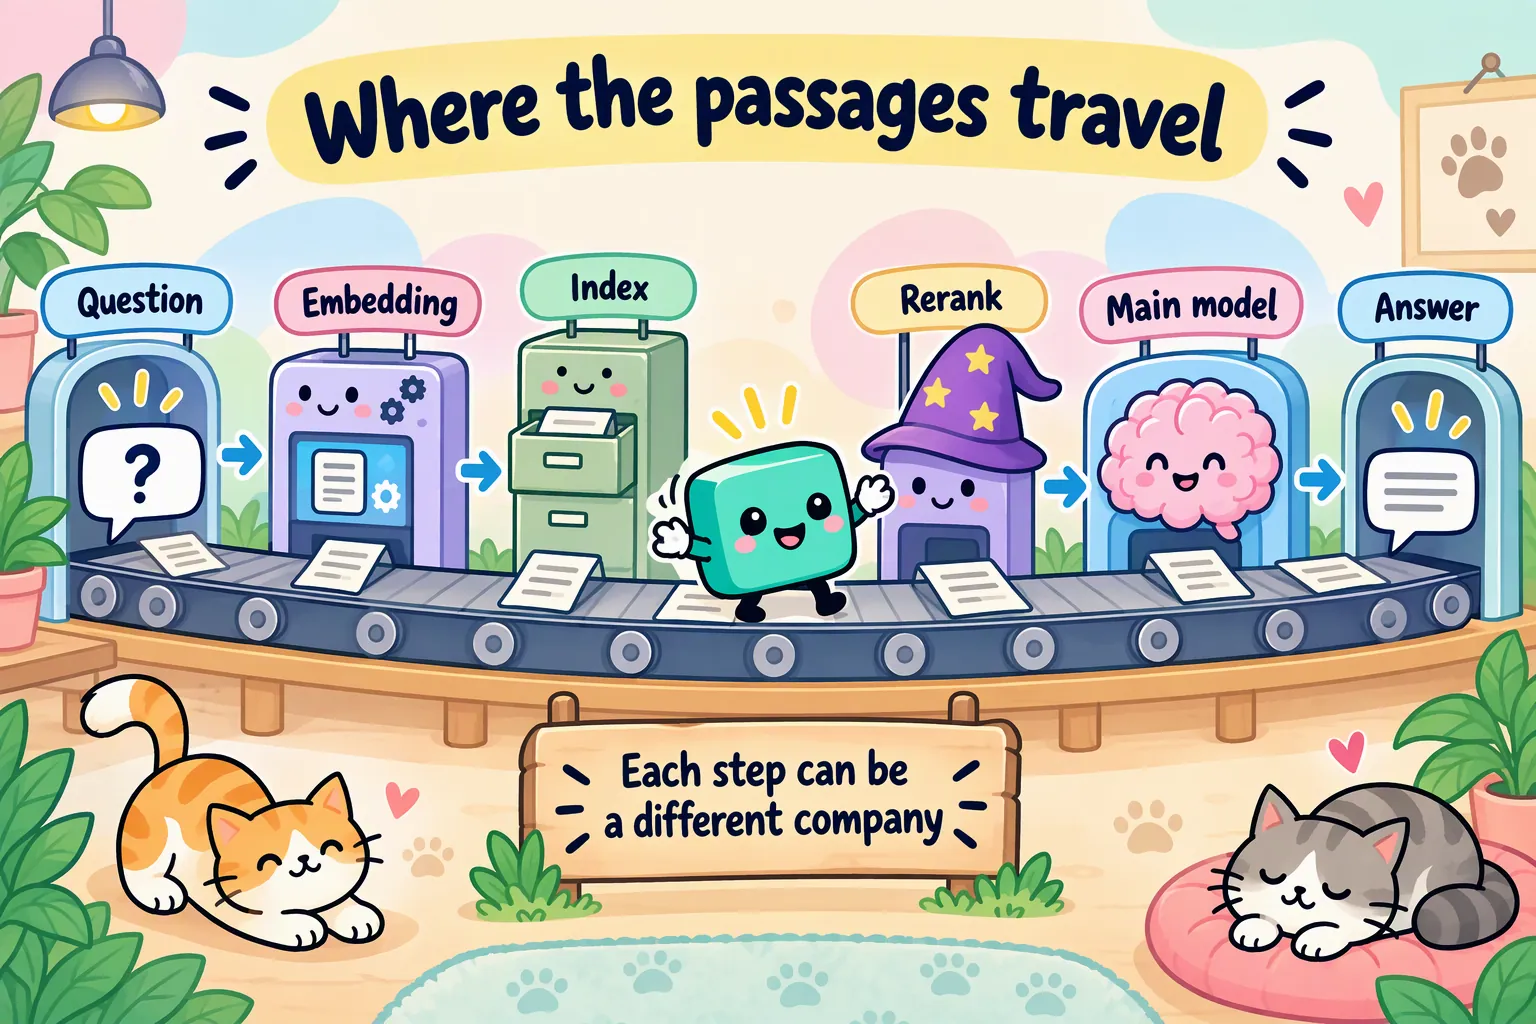 Where the passages travel
Question
Embedding
Index
Rerank
Main model
Answer
?
Each step can be
a different company